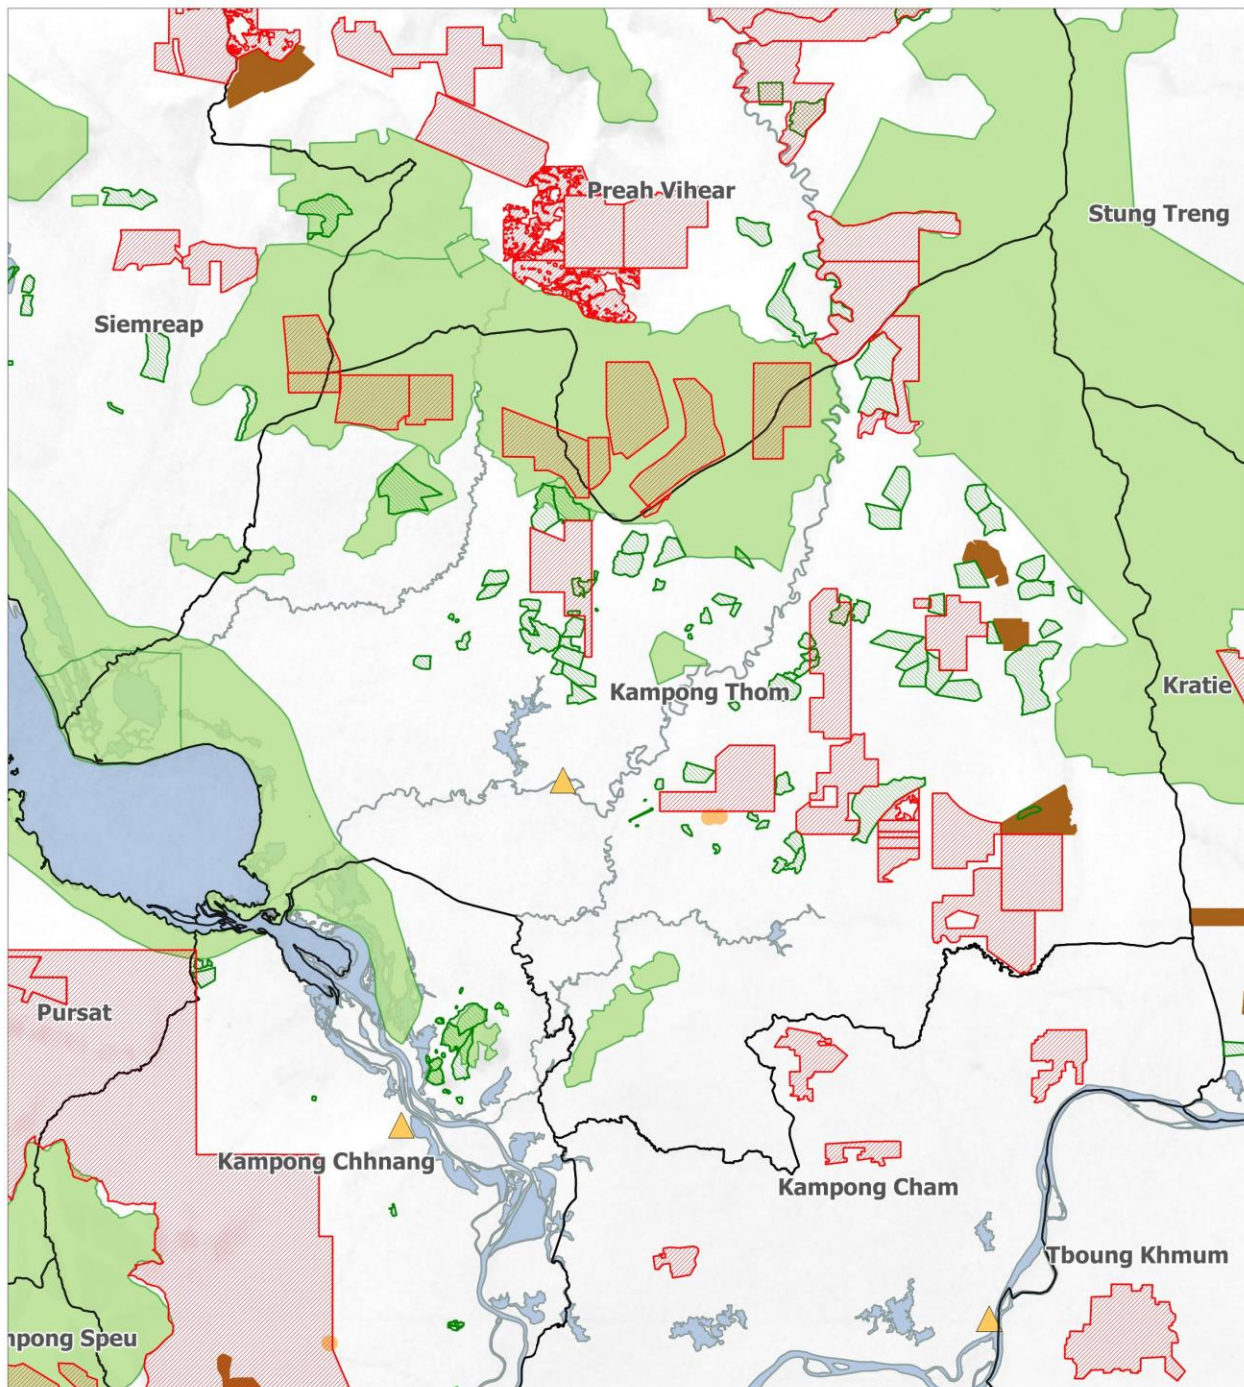 Preah Vihear
Stung Treng
Siemreap
Kratie
Kampong Thom
Pursat
Kampong Chhnang
Kampong Cham
Tboung Khmum
npong Speu